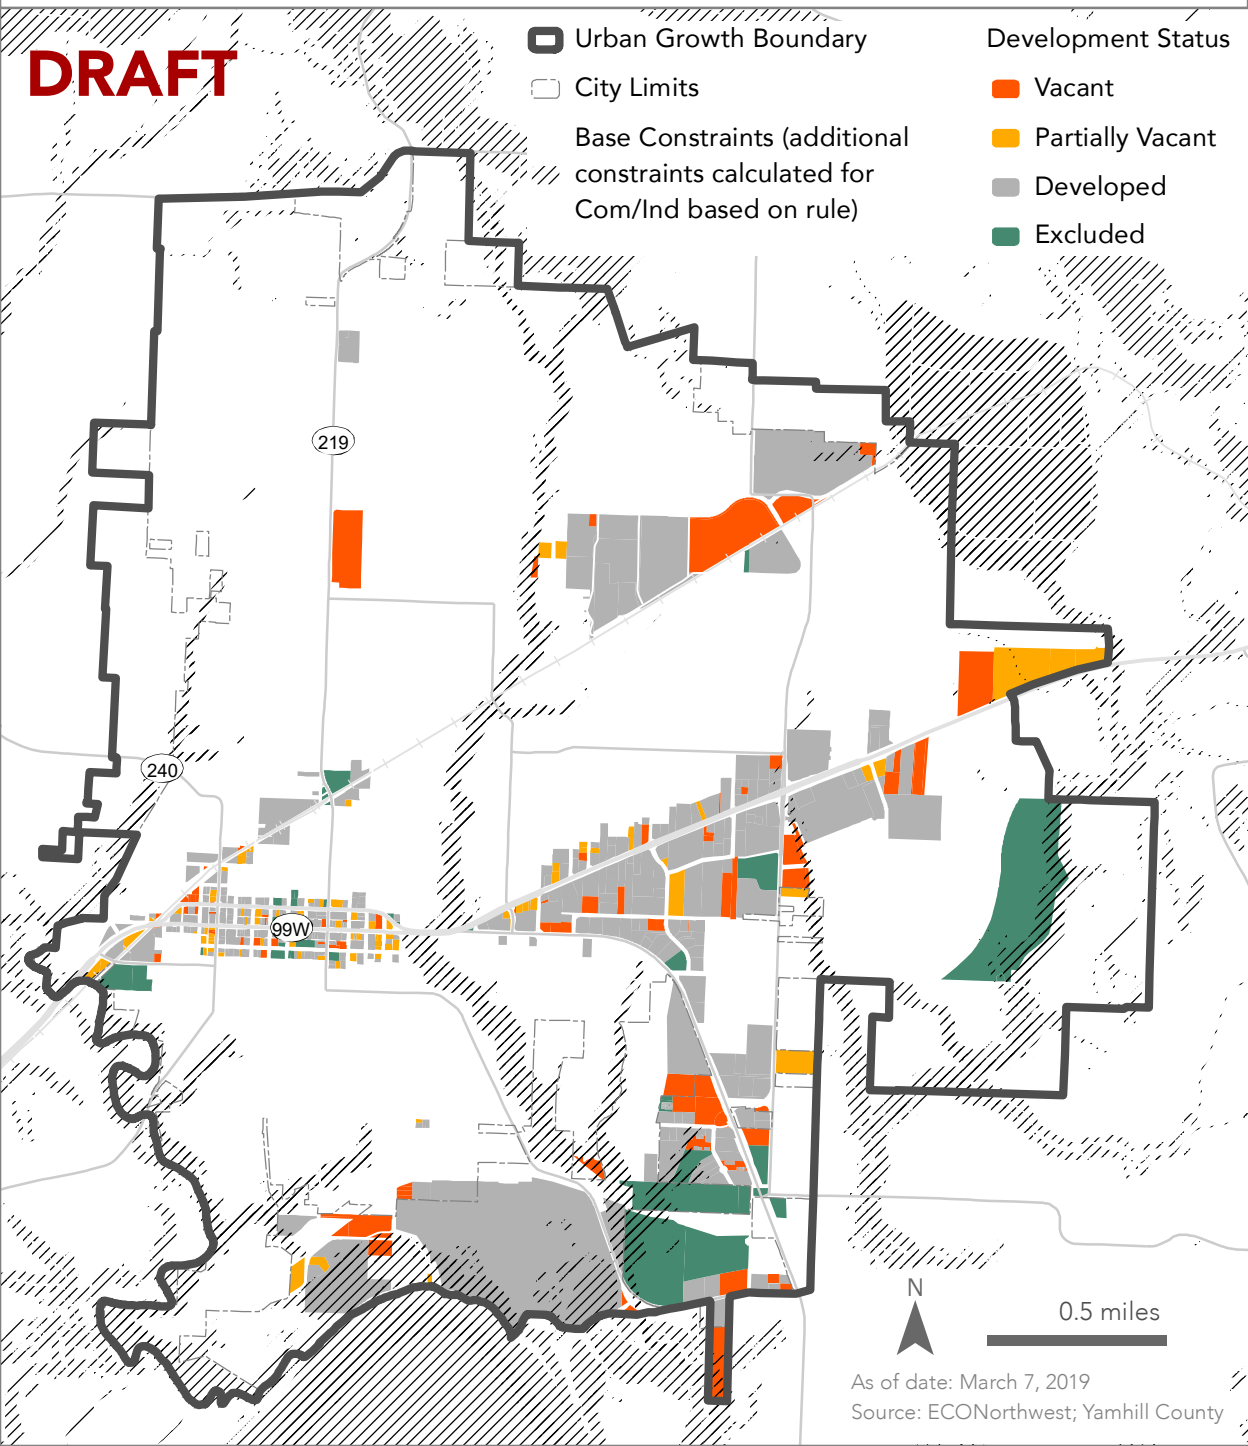 DRAFT
Urban Growth Boundary
City Limits
Base Constraints (additional
constraints calculated for
Com/Ind based on rule)
Development Status
Vacant
Partially Vacant
Developed
Excluded
219
240
99W
N
0.5 miles
As of date: March 7, 2019
Source: ECONorthwest; Yamhill County